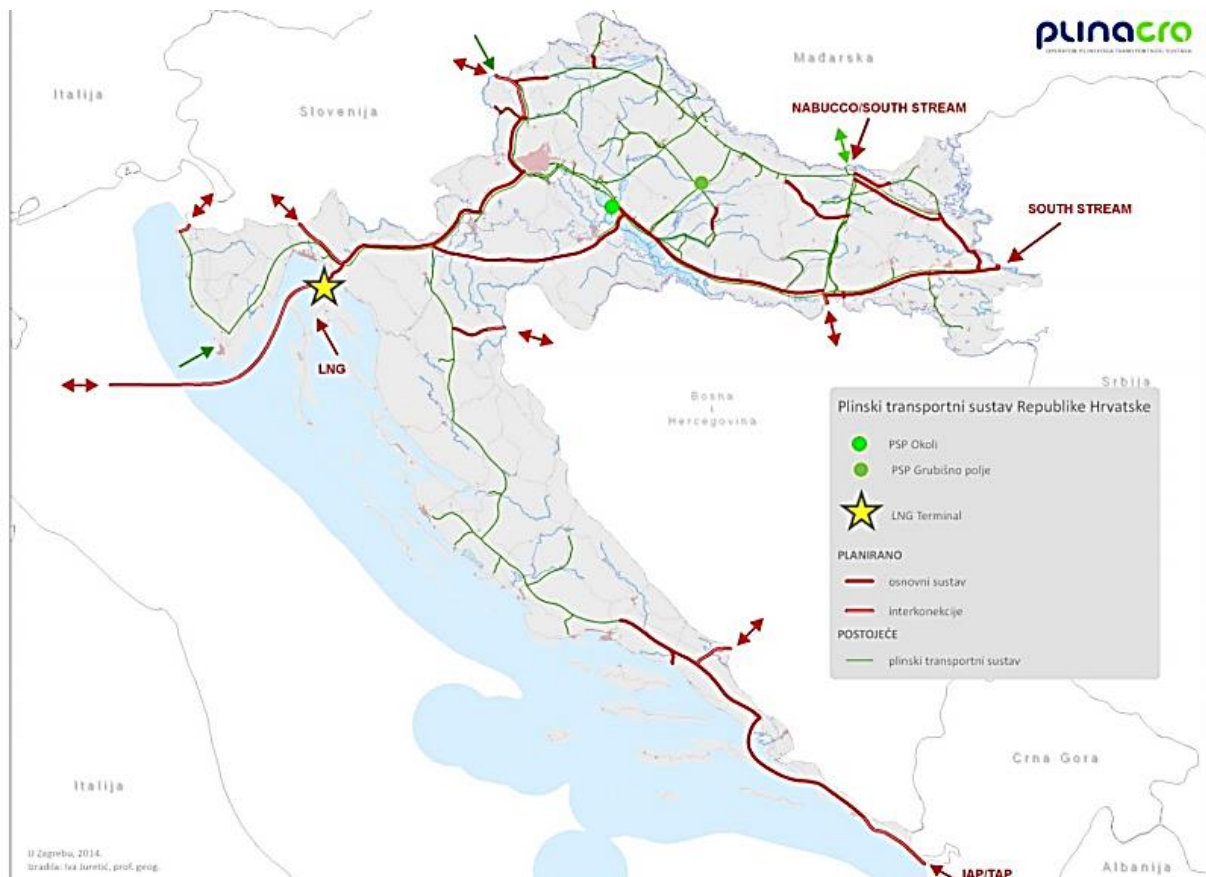 plinacro
OPERATOR PLINSKOGA TRANSPORTNOG SUSTAVA
Mađarska
Italija
Slovenija
NABUCCO/SOUTH STREAM
SOUTH STREAM
LNG
Srbija
Bosna
i
Hercegovina
Plinski transportni sustav Republike Hrvatske
PSP Okoli
PSP Grubišno polje
LNG Terminal
PLANIRANO
osnovni sustav
interkonekcije
POSTOJEĆE
plinski transportni sustav
Crna Gora
Italija
U Zagrebu, 2014.
Izradila: Iva Juretić, prof. geog.
IAP/TAP
Albanija